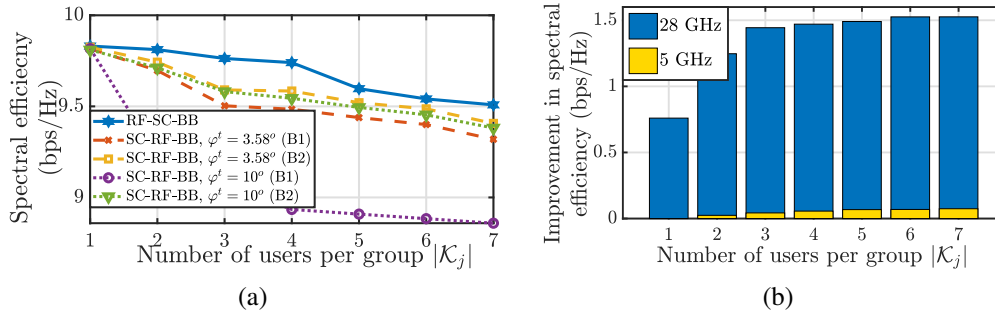 10
9.5
9
Spectral efficiecny
(bps/Hz)
RF-SC-BB
SC-RF-BB, φ^t = 3.58° (B1)
SC-RF-BB, φ^t = 3.58° (B2)
SC-RF-BB, φ^t = 10° (B1)
SC-RF-BB, φ^t = 10° (B2)
1 2 3 4 5 6 7
Number of users per group |𝒦_j|
(a)
1.5
1
0.5
0
Improvement in spectral
efficiency (bps/Hz)
28 GHz
5 GHz
1 2 3 4 5 6 7
Number of users per group |𝒦_j|
(b)